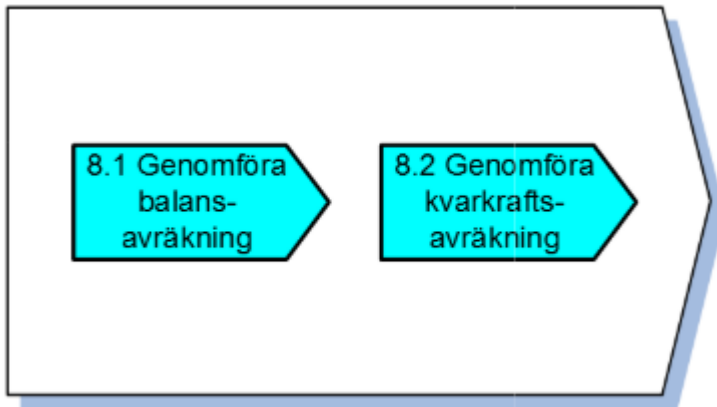 8.1 Genomföra
balans-
avräkning
8.2 Genomföra
kvarkrafts-
avräkning